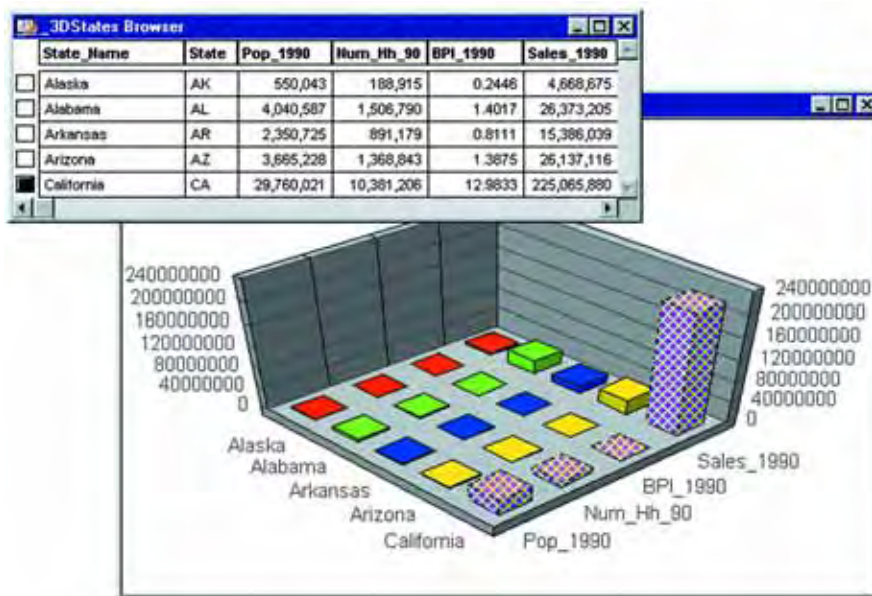 _3DStates Browser
State_Name State Pop_1990 Num_Hh_90 BPI_1990 Sales_1990
Alaska AK 550,043 188,915 0.2446 4,668,675
Alabama AL 4,040,587 1,506,790 1.4017 26,373,205
Arkansas AR 2,350,725 891,179 0.8111 15,386,039
Arizona AZ 3,665,228 1,368,843 1.3875 26,137,116
California CA 29,760,021 10,381,206 12.9833 225,065,880
240000000
200000000
160000000
120000000
80000000
40000000
0
240000000
200000000
160000000
120000000
80000000
40000000
0
Alaska
Alabama
Arkansas
Arizona
California
Sales_1990
BPI_1990
Num_Hh_90
Pop_1990